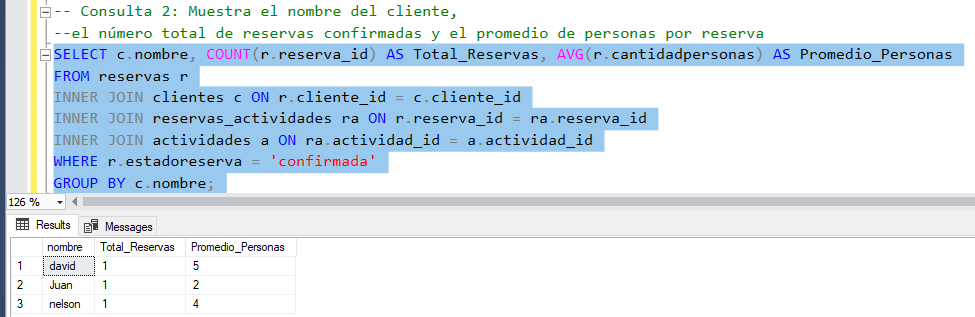 -- Consulta 2: Muestra el nombre del cliente,
--el número total de reservas confirmadas y el promedio de personas por reserva
SELECT c.nombre, COUNT(r.reserva_id) AS Total_Reservas, AVG(r.cantidadpersonas) AS Promedio_Personas
FROM reservas r
INNER JOIN clientes c ON r.cliente_id = c.cliente_id
INNER JOIN reservas_actividades ra ON r.reserva_id = ra.reserva_id
INNER JOIN actividades a ON ra.actividad_id = a.actividad_id
WHERE r.estadoreserva = 'confirmada'
GROUP BY c.nombre;
126 %
Results Messages
nombre Total_Reservas Promedio_Personas
1 david 1 5
2 Juan 1 2
3 nelson 1 4